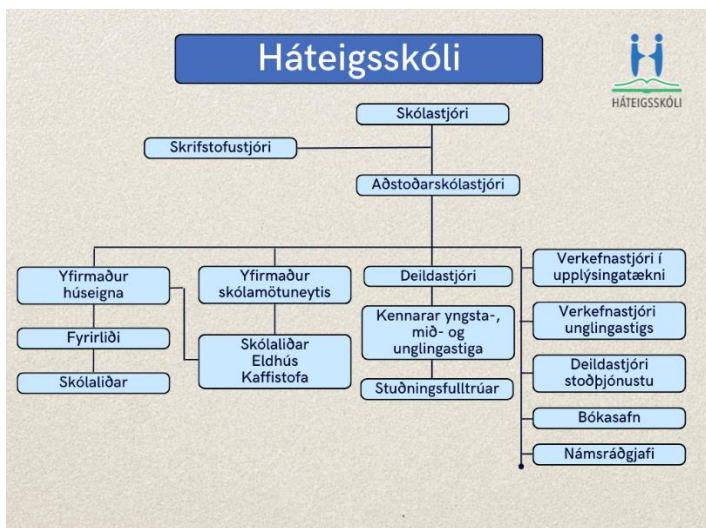 Háteigsskóli
HÁTEIGSSKÓLI
Skólastjóri
Skrifstofustjóri
Aðstoðarskólastjóri
Yfirmaður
húseigna
Fyrirliði
Skólaliðar
Yfirmaður
skólamötuneytis
Skólaliðar
Eldhús
Kaffistofa
Deildastjóri
Kennarar yngsta-,
mið- og
unglingastiga
Stuðningsfulltrúar
Verkefnastjóri í
upplýsingatækni
Verkefnastjóri
unglingastigs
Deildastjóri
stoðþjónustu
Bókasafn
Námsráðgjafi